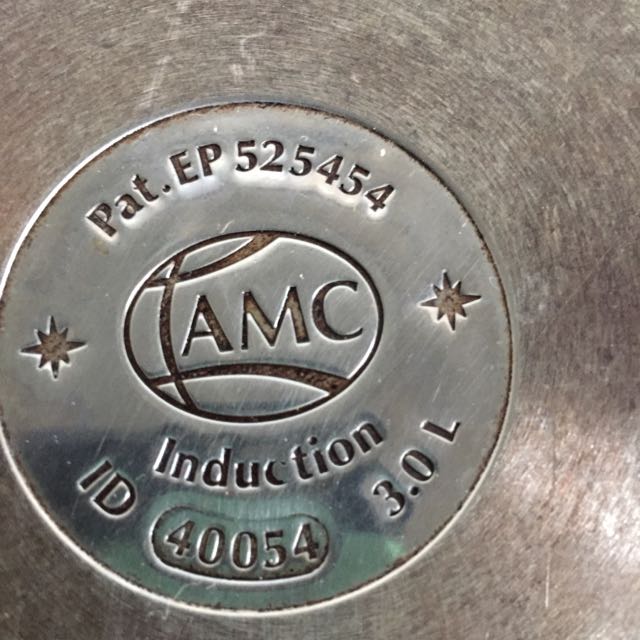 Pat. EP 525454
AMC
Induction
ID 40054 3.0 L